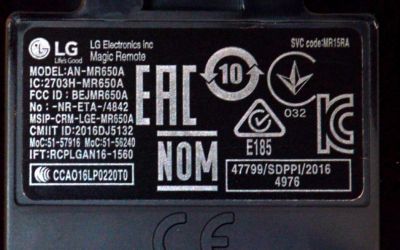 LG
Life's Good
LG Electronics Inc
Magic Remote
SVC code:MR15RA
MODEL:AN-MR650A
IC:2703H-MR650A
FCC ID : BEJMR650A
No : -NR-ETA-/4842
MSIP-CRM-LGE-MR650A
CMIIT ID:2016DJ5132
MoC:51-57916 MoC:51-56240
IFT:RCPLGAN16-1560
CCAO16LP0220T0
EAC
NOM
10
032
E185
47799/SDPPI/2016
4976
CE